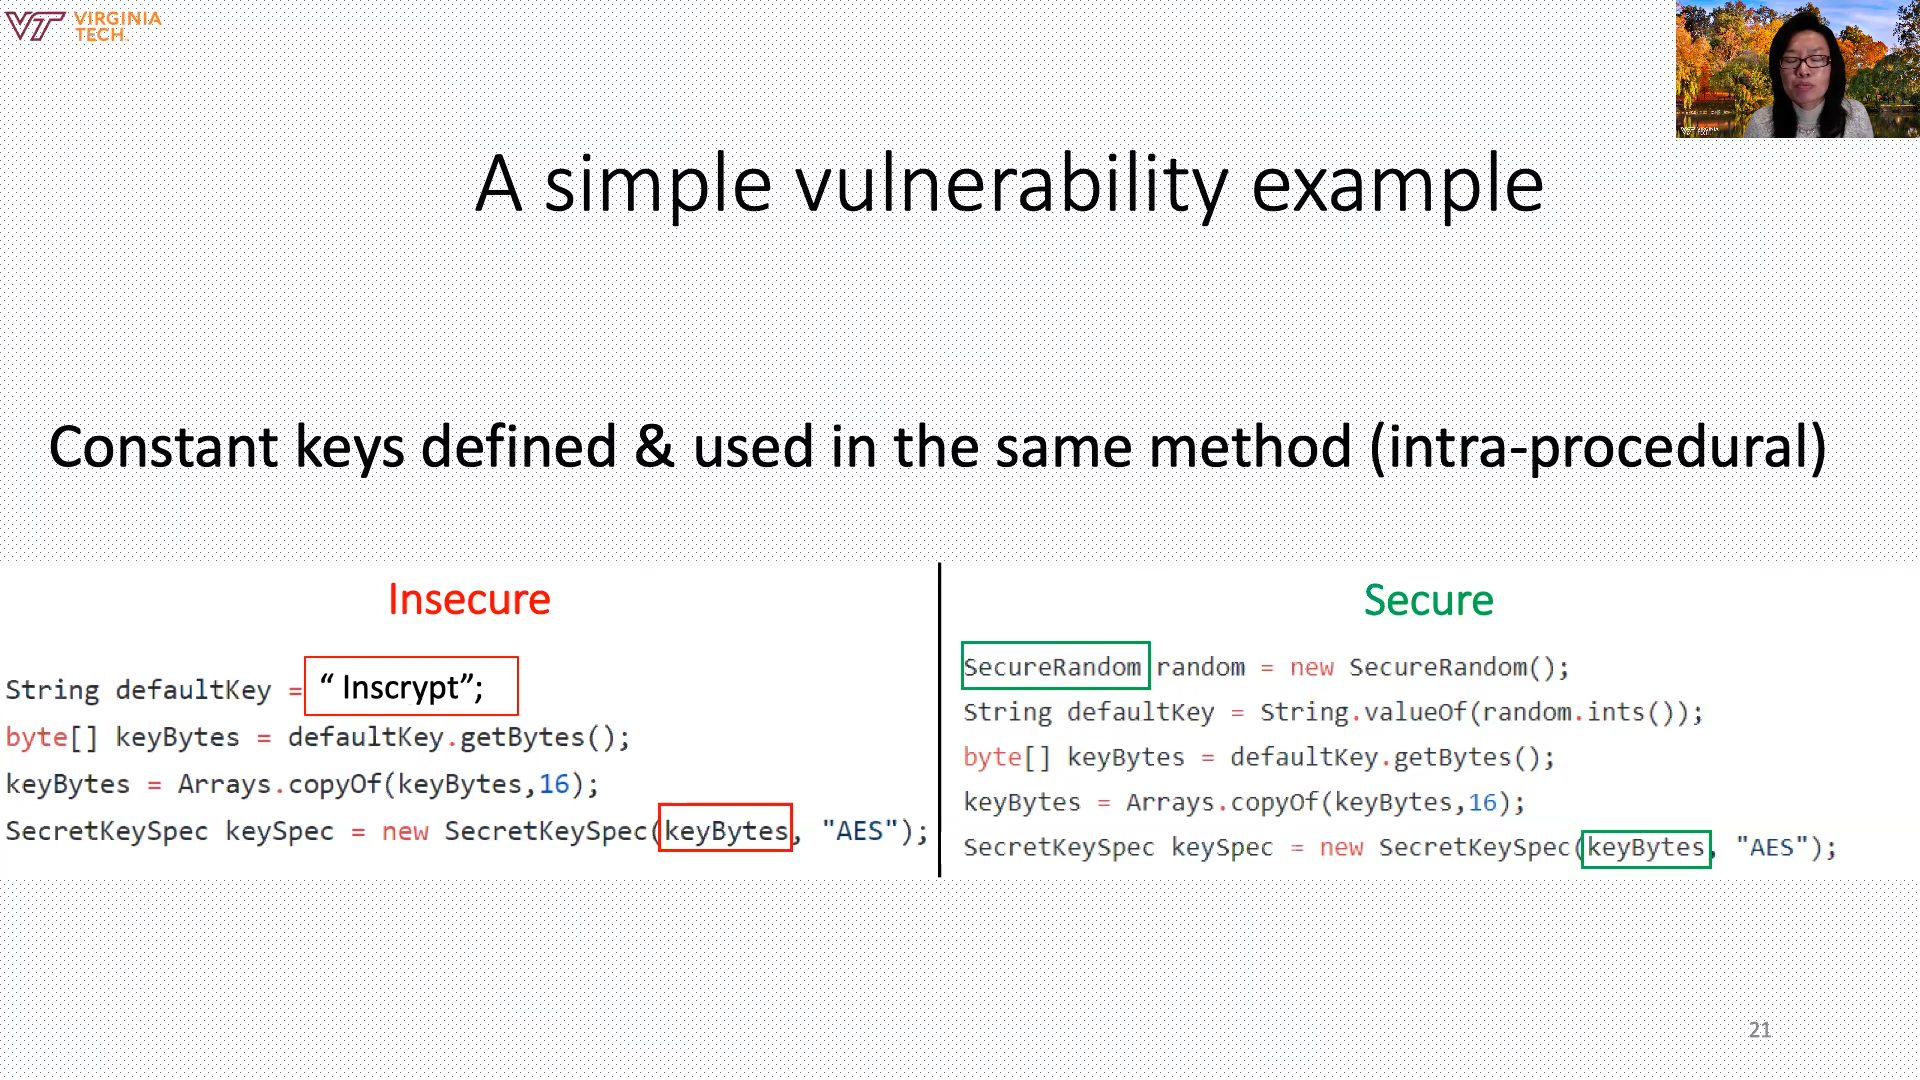 VIRGINIA
TECH
A simple vulnerability example
Constant keys defined & used in the same method (intra-procedural)
Insecure
String defaultKey = “ Inscrypt”;
byte[] keyBytes = defaultKey.getBytes();
keyBytes = Arrays.copyOf(keyBytes,16);
SecretKeySpec keySpec = new SecretKeySpec(keyBytes, "AES");
Secure
SecureRandom random = new SecureRandom();
String defaultKey = String.valueOf(random.ints());
byte[] keyBytes = defaultKey.getBytes();
keyBytes = Arrays.copyOf(keyBytes,16);
SecretKeySpec keySpec = new SecretKeySpec(keyBytes, "AES");
21